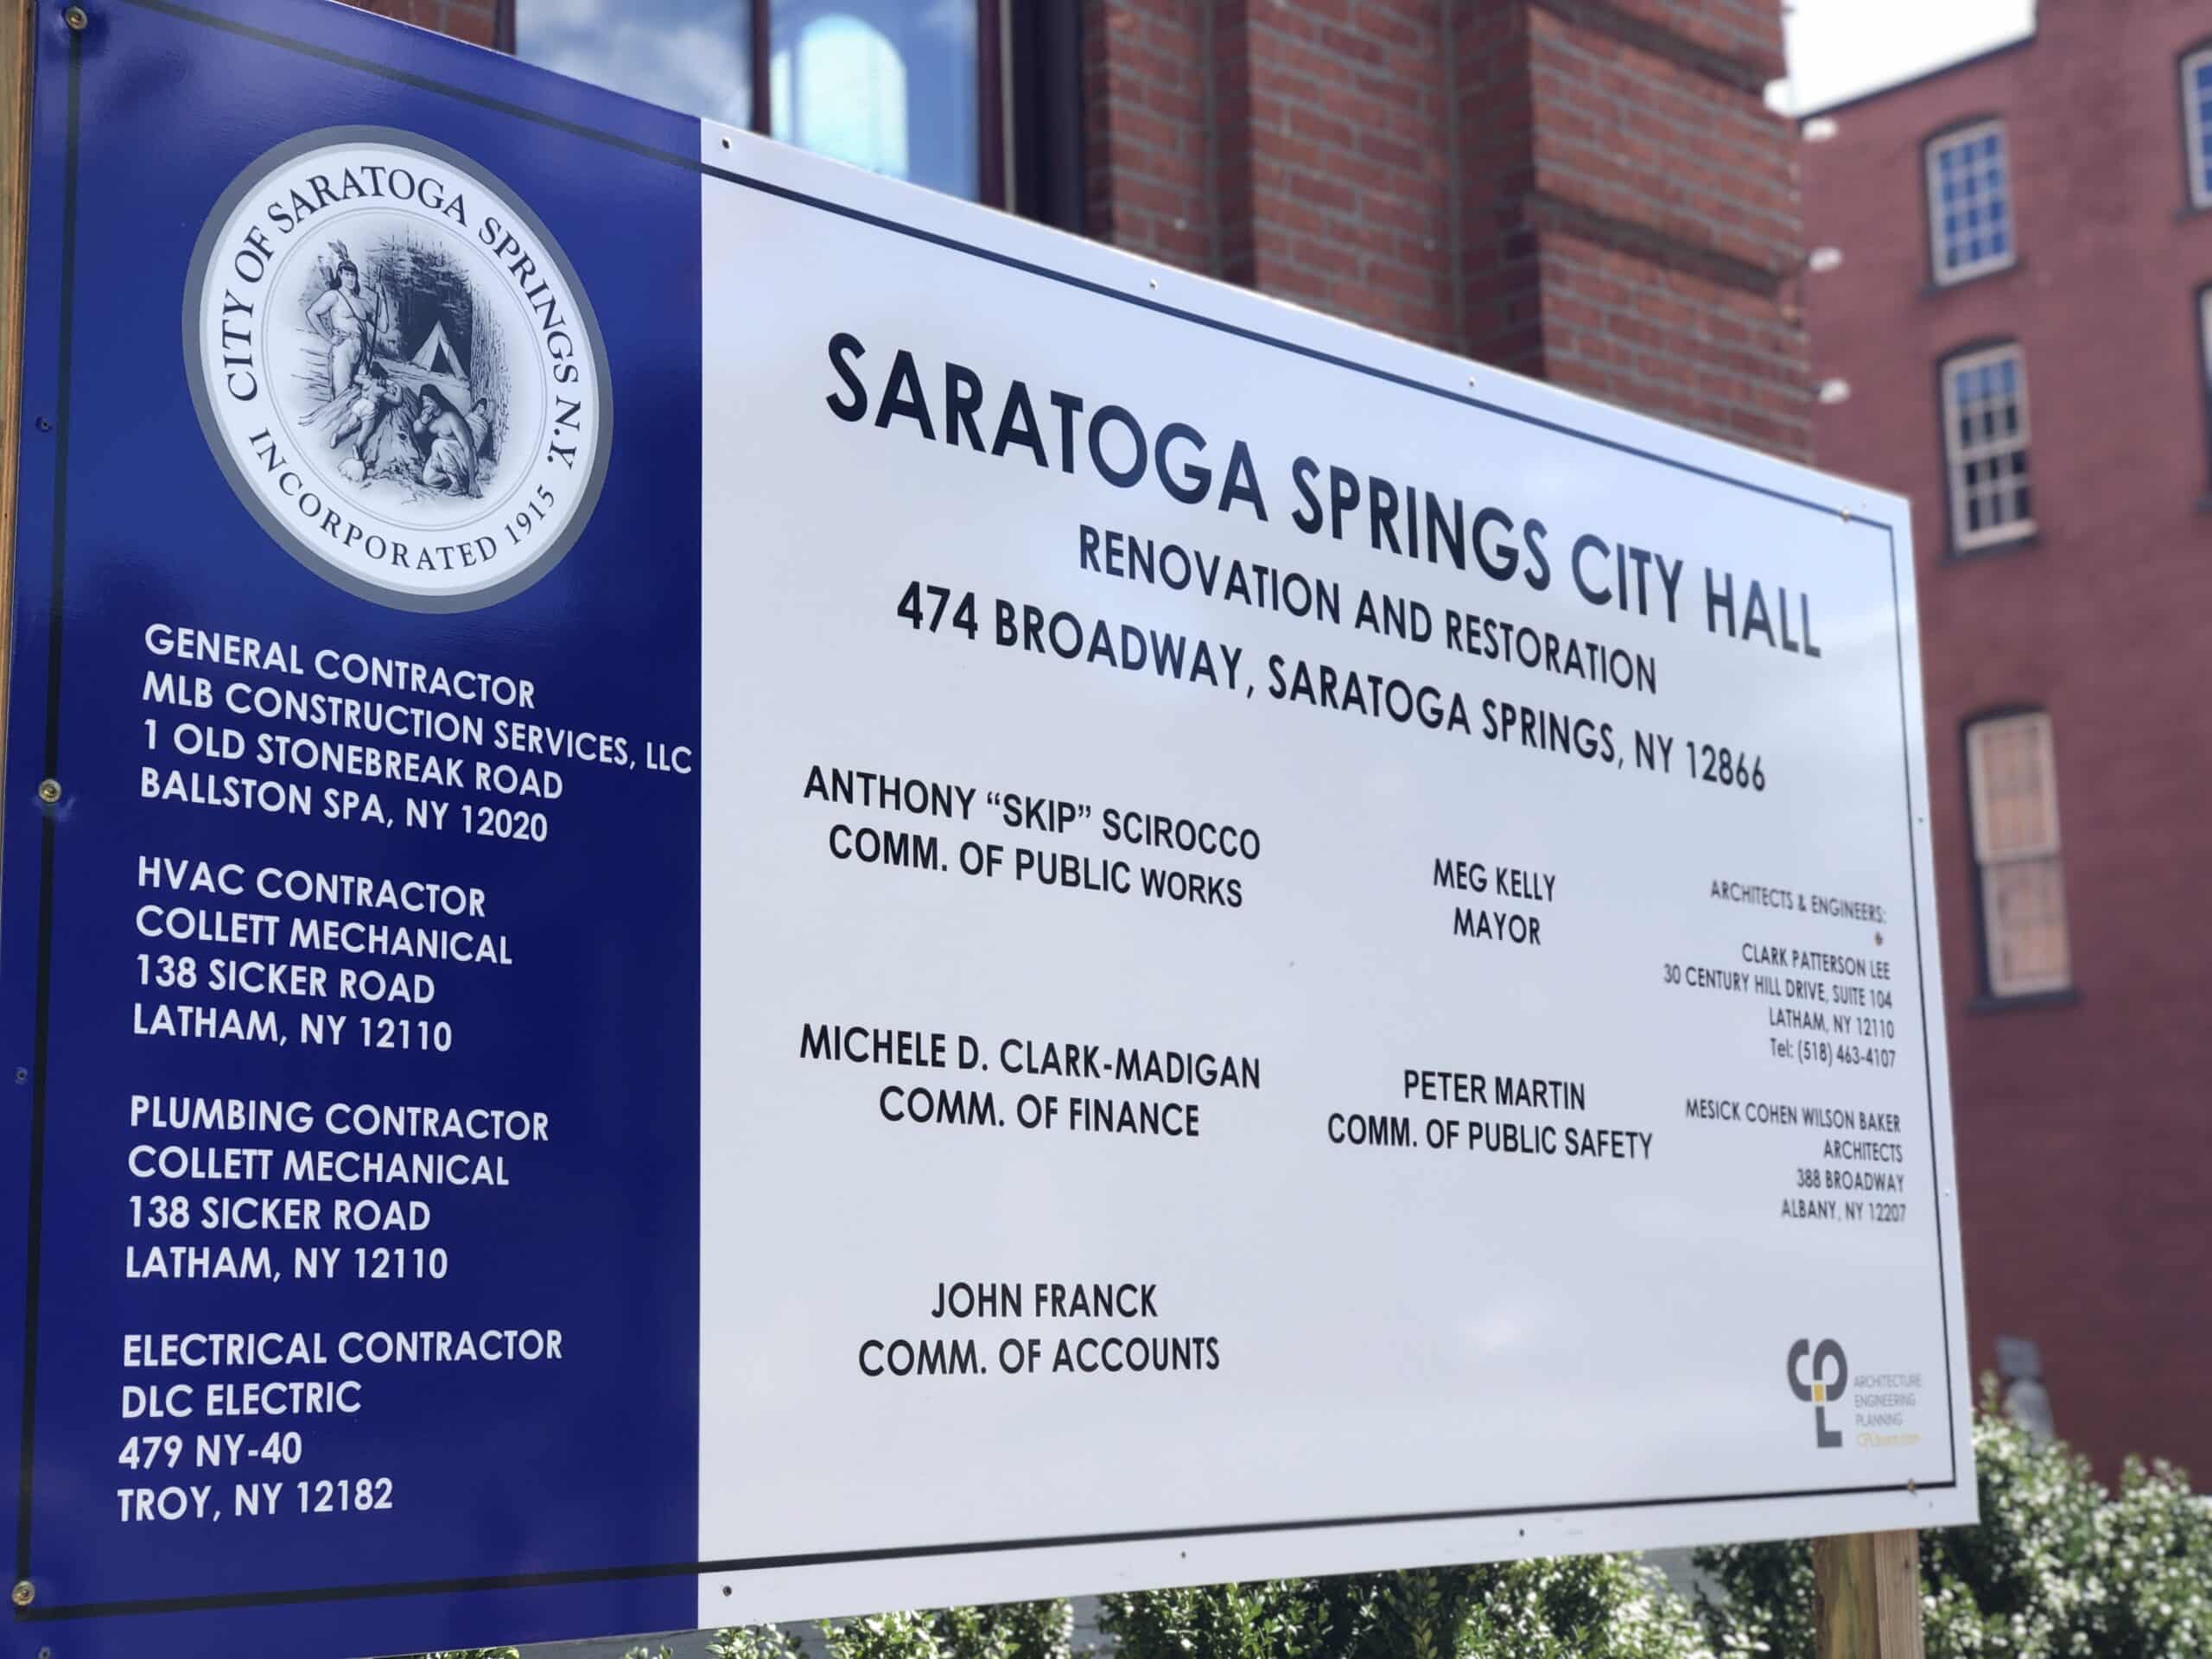 CITY OF SARATOGA SPRINGS N.Y.
INCORPORATED 1915
GENERAL CONTRACTOR
MLB CONSTRUCTION SERVICES, LLC
1 OLD STONEBREAK ROAD
BALLSTON SPA, NY 12020
HVAC CONTRACTOR
COLLETT MECHANICAL
138 SICKER ROAD
LATHAM, NY 12110
PLUMBING CONTRACTOR
COLLETT MECHANICAL
138 SICKER ROAD
LATHAM, NY 12110
ELECTRICAL CONTRACTOR
DLC ELECTRIC
479 NY-40
TROY, NY 12182
SARATOGA SPRINGS CITY HALL
RENOVATION AND RESTORATION
474 BROADWAY, SARATOGA SPRINGS, NY 12866
ANTHONY “SKIP” SCIROCCO
COMM. OF PUBLIC WORKS
MEG KELLY
MAYOR
MICHELE D. CLARK-MADIGAN
COMM. OF FINANCE
PETER MARTIN
COMM. OF PUBLIC SAFETY
JOHN FRANCK
COMM. OF ACCOUNTS
ARCHITECTS & ENGINEERS:
CLARK PATTERSON LEE
30 CENTURY HILL DRIVE, SUITE 104
LATHAM, NY 12110
Tel: (518) 463-4107
MESICK COHEN WILSON BAKER
ARCHITECTS
388 BROADWAY
ALBANY, NY 12207
CPL
ARCHITECTURE
ENGINEERING
PLANNING